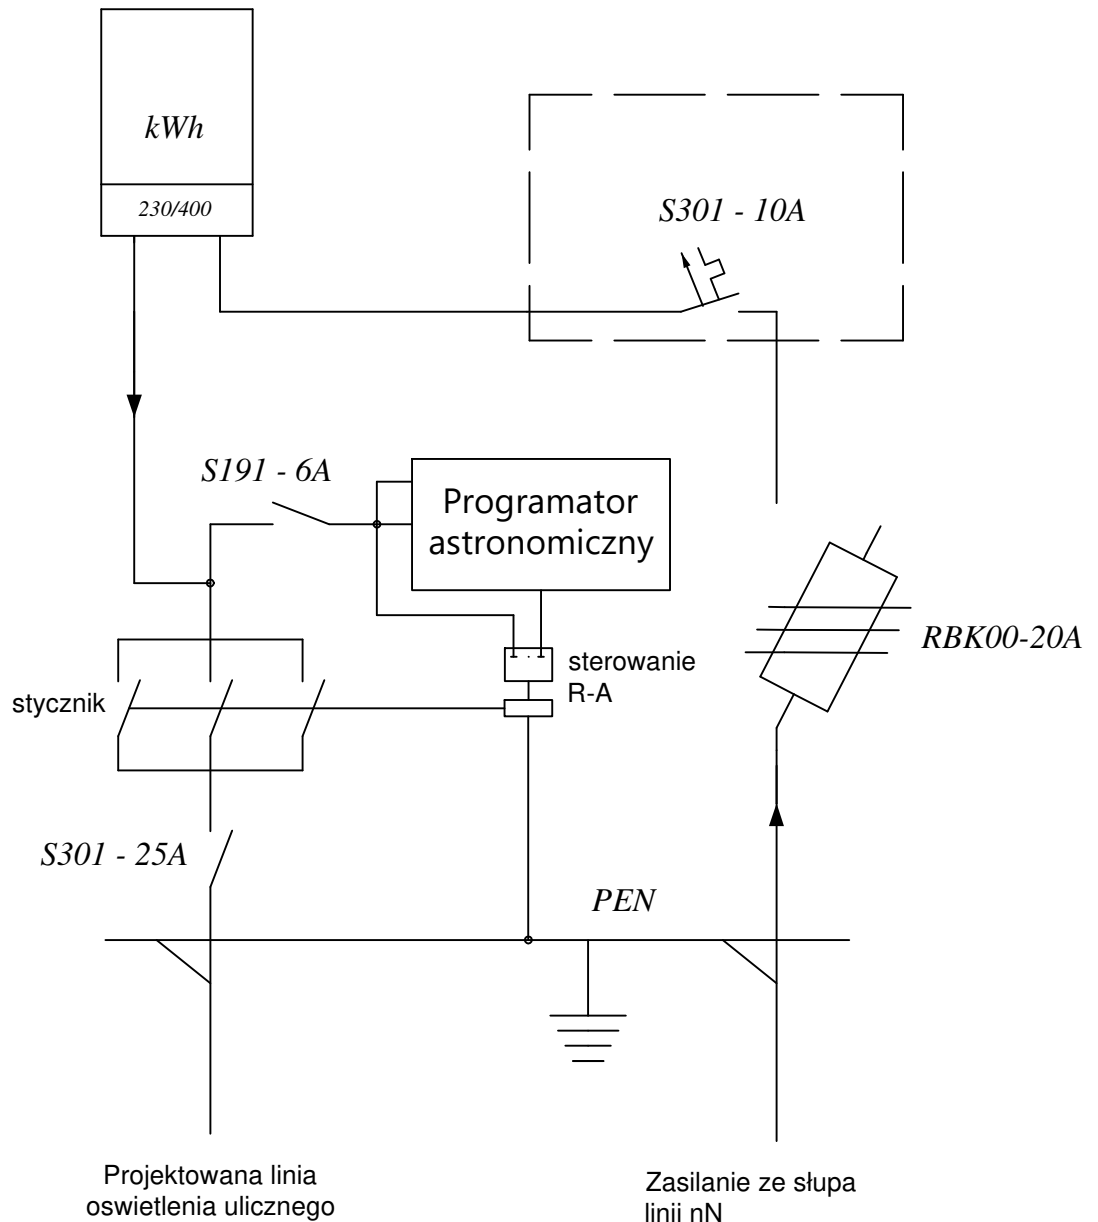 kWh
230/400
S301 - 10A
S191 - 6A
Programator
astronomiczny
RBK00-20A
sterowanie
R-A
stycznik
S301 - 25A
PEN
Projektowana linia
oswietlenia ulicznego
Zasilanie ze słupa
linii nN